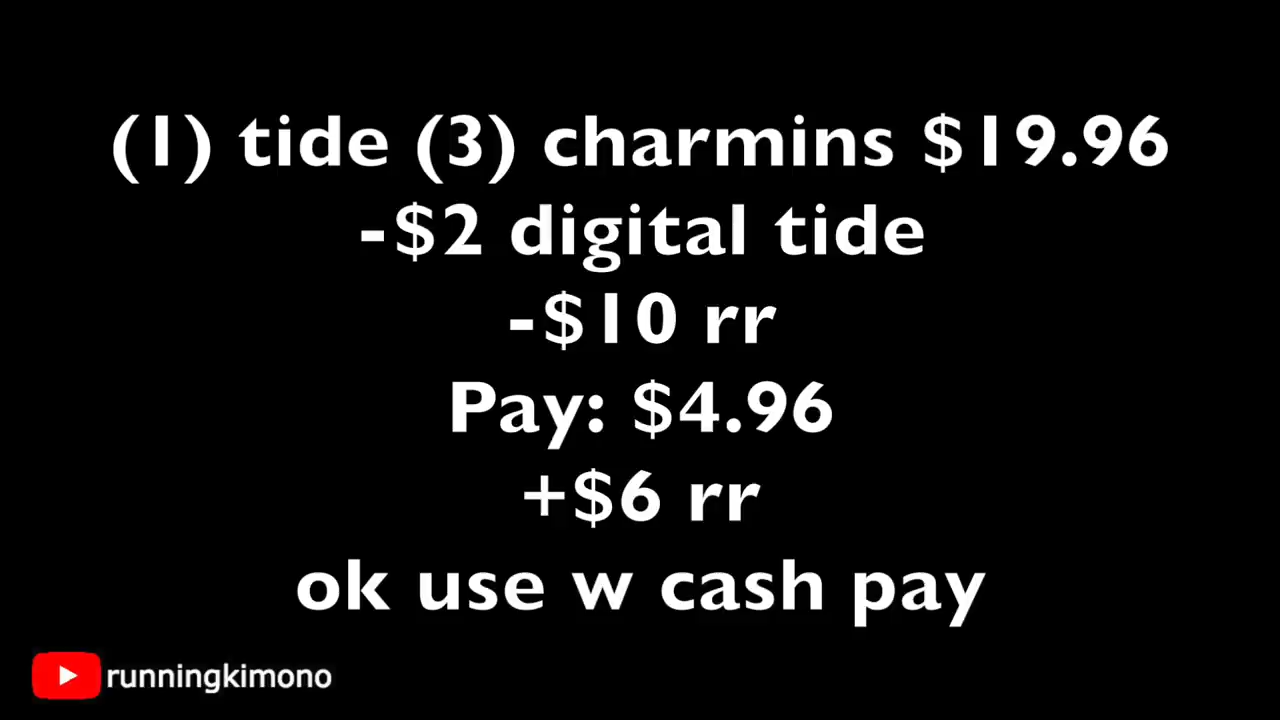 (1) tide (3) charmins $19.96
-$2 digital tide
-$10 rr
Pay: $4.96
+$6 rr
ok use w cash pay
runningkimono